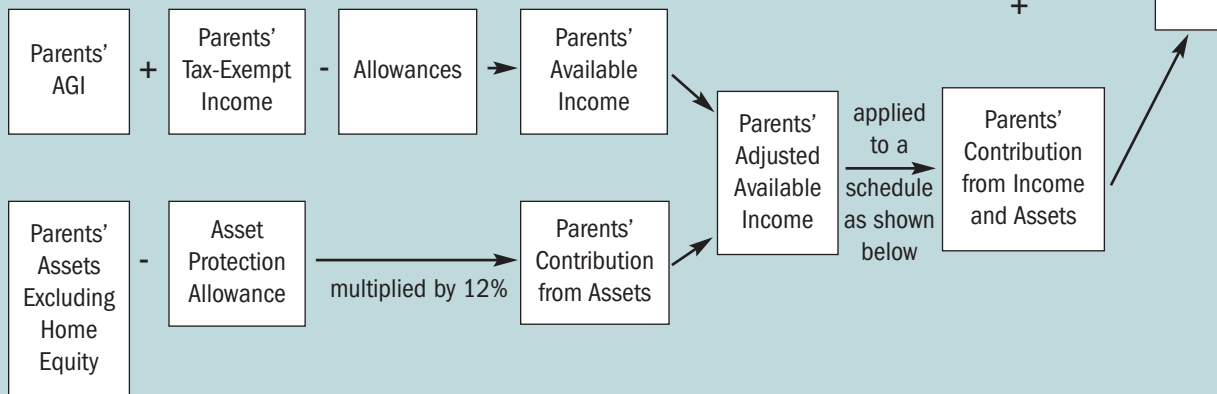 +
Parents'
AGI
+
Parents'
Tax-Exempt
Income
-
Allowances
Parents'
Available
Income
Parents'
Assets
Excluding
Home
Equity
-
Asset
Protection
Allowance
multiplied by 12%
Parents'
Contribution
from Assets
Parents'
Adjusted
Available
Income
applied
to a
schedule
as shown
below
Parents'
Contribution
from Income
and Assets